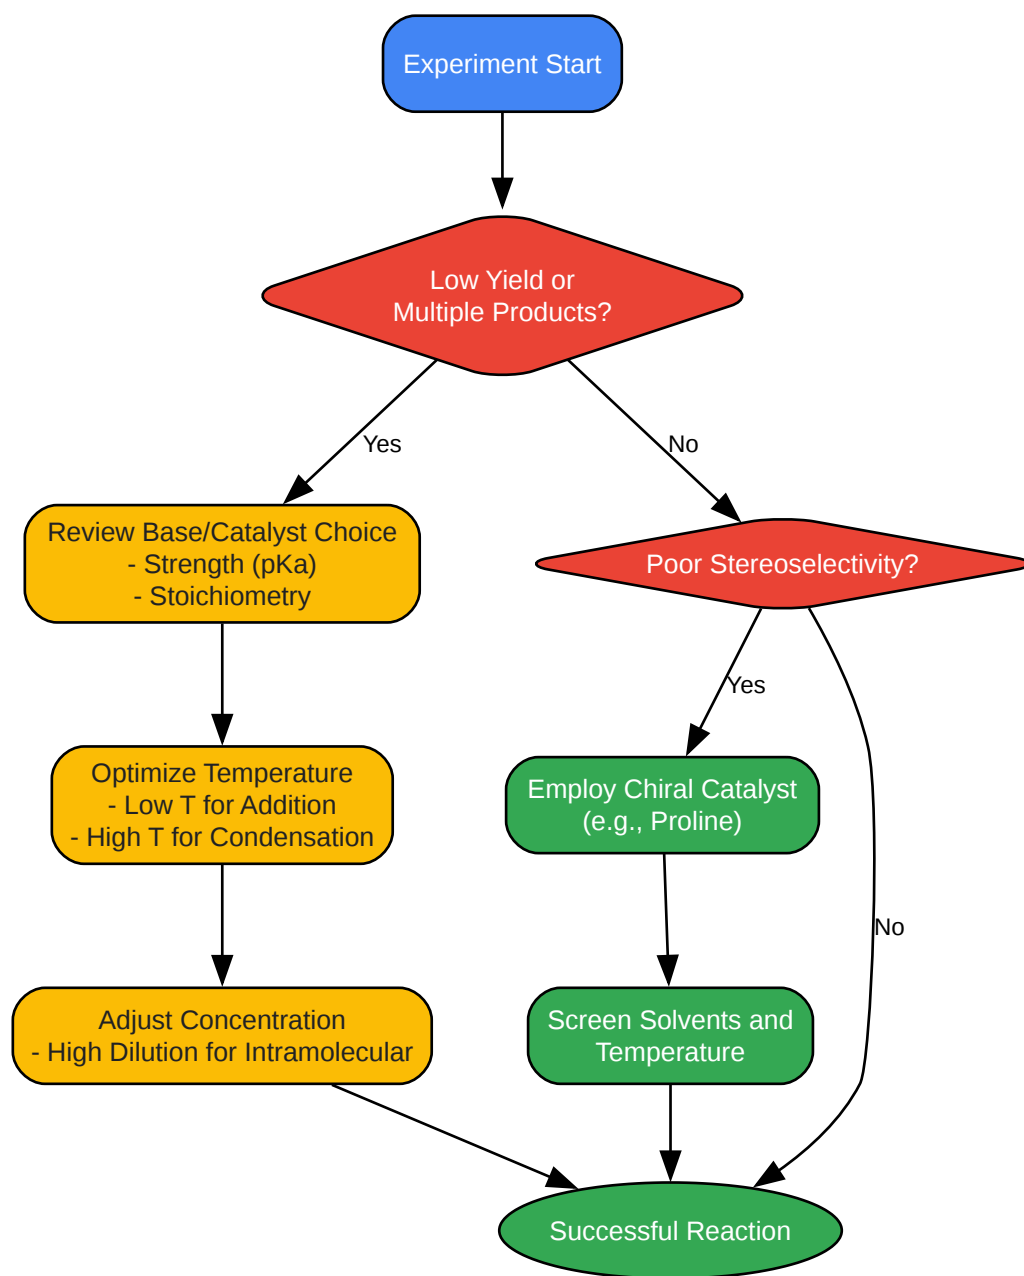 Experiment Start
Low Yield or
Multiple Products?
Yes
No
Review Base/Catalyst Choice
- Strength (pKa)
- Stoichiometry
Poor Stereoselectivity?
Yes
Optimize Temperature
- Low T for Addition
- High T for Condensation
Employ Chiral Catalyst
(e.g., Proline)
No
Adjust Concentration
- High Dilution for Intramolecular
Screen Solvents and
Temperature
Successful Reaction